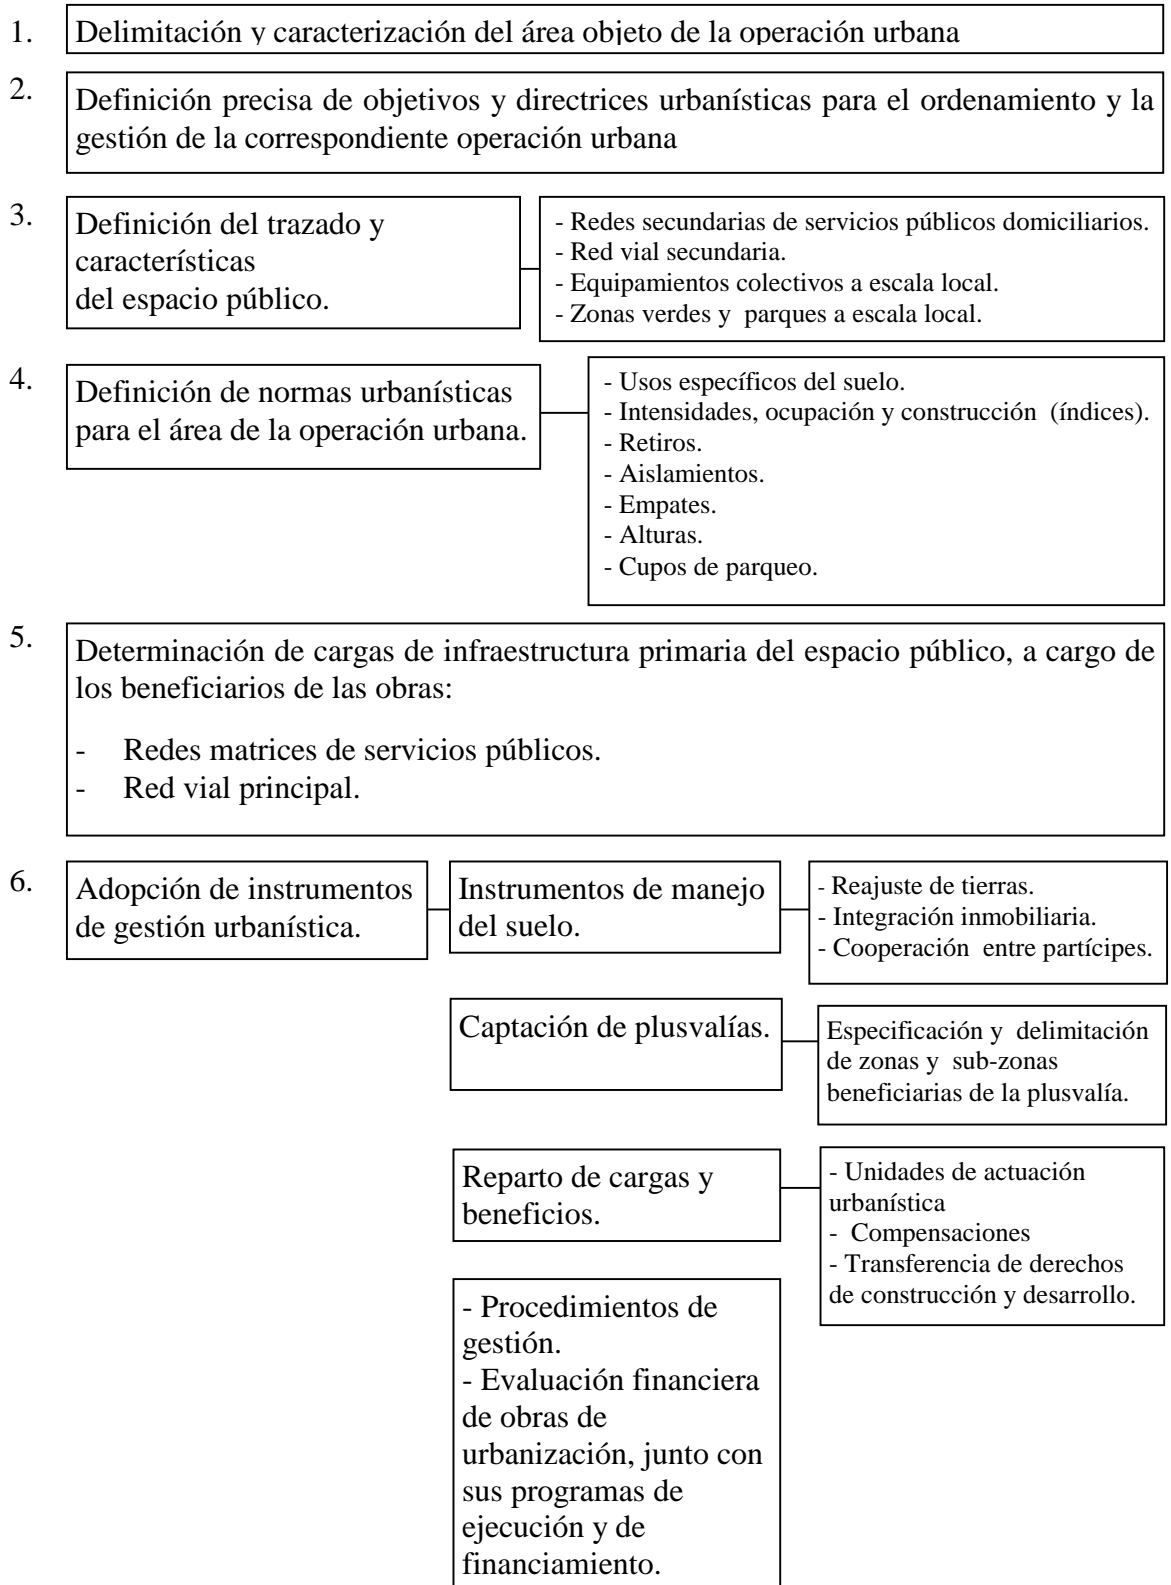 1.
Delimitación y caracterización del área objeto de la operación urbana
2.
Definición precisa de objetivos y directrices urbanísticas para el ordenamiento y la
gestión de la correspondiente operación urbana
3.
Definición del trazado y
características
del espacio público.
- Redes secundarias de servicios públicos domiciliarios.
- Red vial secundaria.
- Equipamientos colectivos a escala local.
- Zonas verdes y parques a escala local.
4.
Definición de normas urbanísticas
para el área de la operación urbana.
- Usos específicos del suelo.
- Intensidades, ocupación y construcción (índices).
- Retiros.
- Aislamientos.
- Empates.
- Alturas.
- Cupos de parqueo.
5.
Determinación de cargas de infraestructura primaria del espacio público, a cargo de
los beneficiarios de las obras:
- Redes matrices de servicios públicos.
- Red vial principal.
6.
Adopción de instrumentos
de gestión urbanística.
Instrumentos de manejo
del suelo.
- Reajuste de tierras.
- Integración inmobiliaria.
- Cooperación entre partícipes.
Captación de plusvalías.
Especificación y delimitación
de zonas y sub-zonas
beneficiarias de la plusvalía.
Reparto de cargas y
beneficios.
- Unidades de actuación
urbanística
- Compensaciones
- Transferencia de derechos
de construcción y desarrollo.
- Procedimientos de
gestión.
- Evaluación financiera
de obras de
urbanización, junto con
sus programas de
ejecución y de
financiamiento.